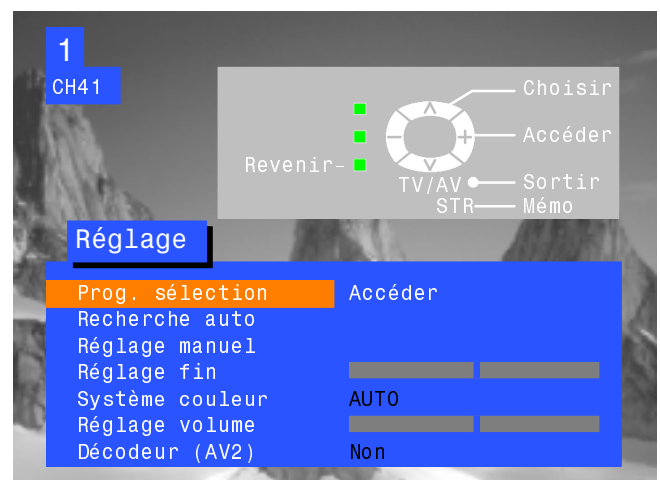 1
CH41
Choisir
Accéder
Revenir-
TV/AV Sortir
STR Mémo
Réglage
Prog. sélection Accéder
Recherche auto
Réglage manuel
Réglage fin
Système couleur AUTO
Réglage volume
Décodeur (AV2) Non